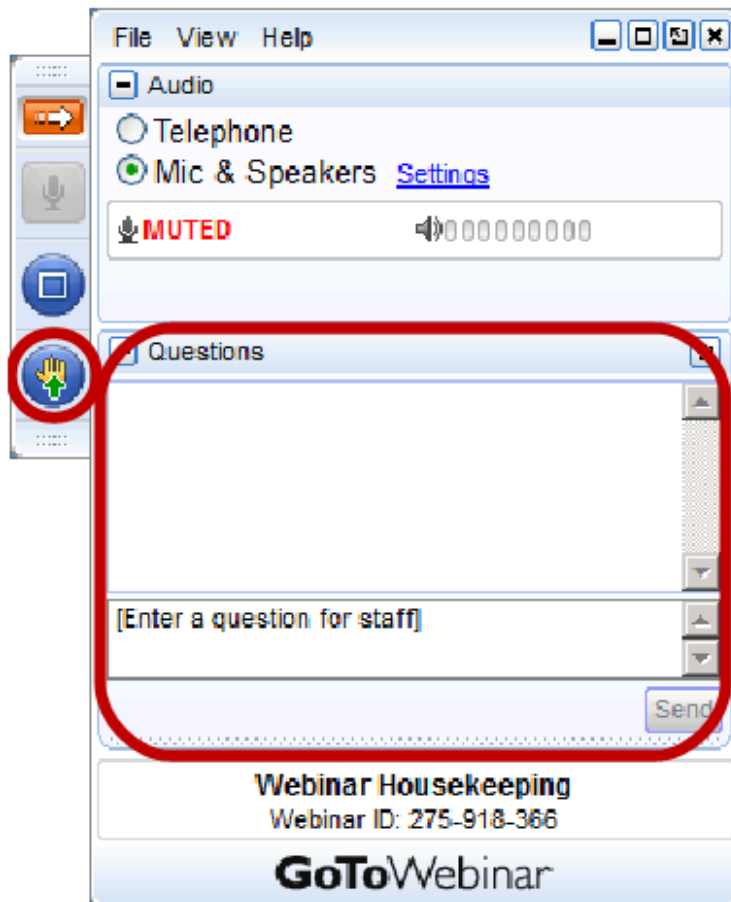 File View Help
Audio
Telephone
Mic & Speakers Settings
MUTED
Questions
[Enter a question for staff]
Send
Webinar Housekeeping
Webinar ID: 275-918-366
GoToWebinar